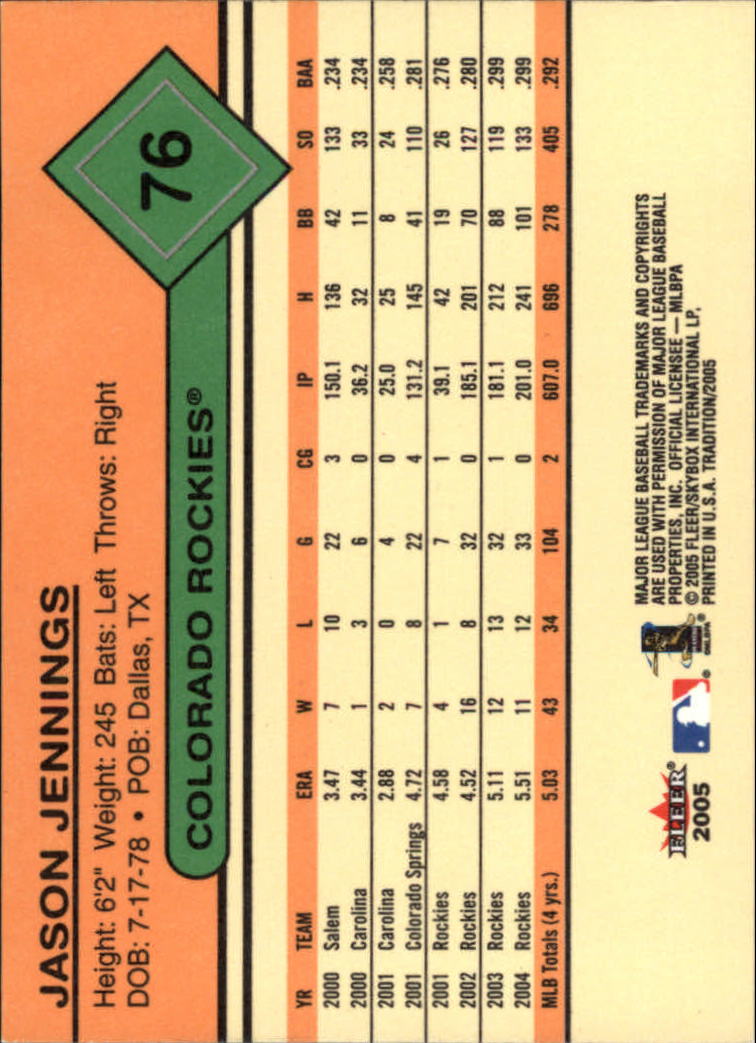 JASON JENNINGS
Height: 6'2" Weight: 245 Bats: Left Throws: Right
DOB: 7-17-78 • POB: Dallas, TX
76
COLORADO ROCKIES®
YR TEAM ERA W L G CG IP H BB SO BAA
2000 Salem 3.47 7 10 22 3 150.1 136 42 133 .234
2000 Carolina 3.44 1 3 6 0 36.2 32 11 33 .234
2001 Carolina 2.88 2 0 4 0 25.0 25 8 24 .258
2001 Colorado Springs 4.72 7 8 22 4 131.2 145 41 110 .281
2001 Rockies 4.58 4 1 7 1 39.1 42 19 26 .276
2002 Rockies 4.52 16 8 32 0 185.1 201 70 127 .280
2003 Rockies 5.11 12 13 32 1 181.1 212 88 119 .299
2004 Rockies 5.51 11 12 33 0 201.0 241 101 133 .299
MLB Totals (4 yrs.) 5.03 43 34 104 2 607.0 696 278 405 .292
FLEER®
2005
MAJOR LEAGUE BASEBALL TRADEMARKS AND COPYRIGHTS
ARE USED WITH PERMISSION OF MAJOR LEAGUE BASEBALL
PROPERTIES, INC. OFFICIAL LICENSEE — MLBPA
© 2005 FLEER/SKYBOX INTERNATIONAL LP,
PRINTED IN U.S.A. TRADITION/2005